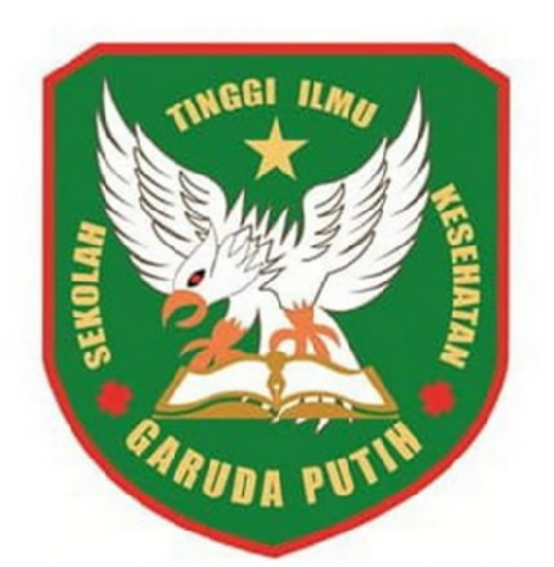 SEKOLAH
TINGGI ILMU
KESEHATAN
GARUDA PUTIH